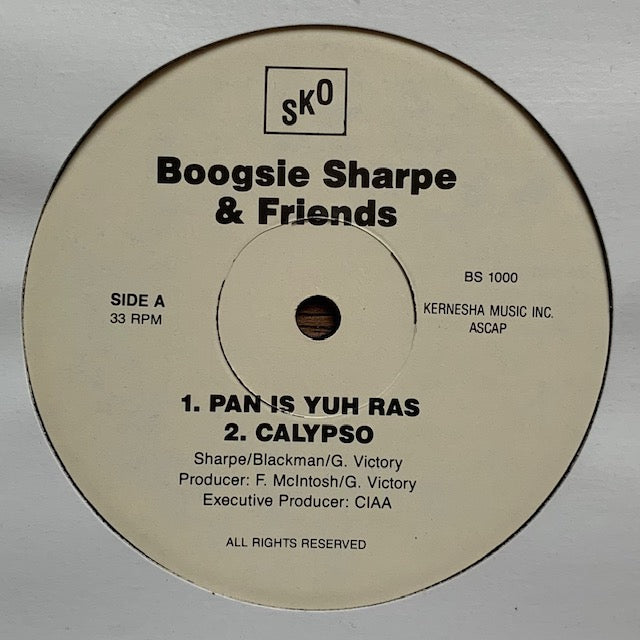 SKO
Boogsie Sharpe
& Friends
BS 1000
SIDE A
33 RPM
KERNESHA MUSIC INC.
ASCAP
1. PAN IS YUH RAS
2. CALYPSO
Sharpe/Blackman/G. Victory
Producer: F. McIntosh/G. Victory
Executive Producer: CIAA
ALL RIGHTS RESERVED